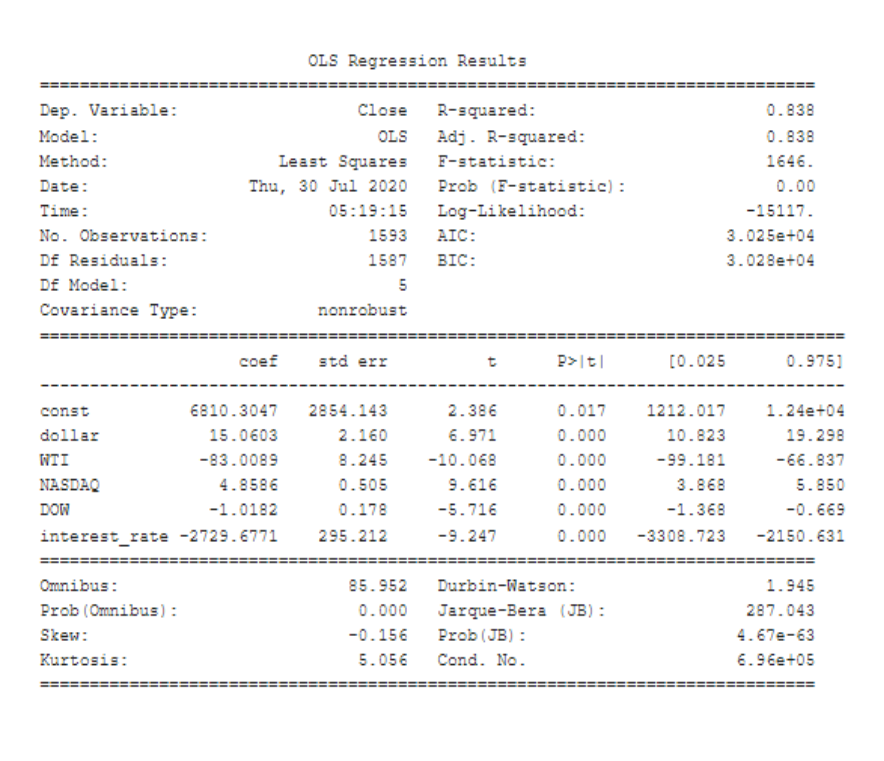 OLS Regression Results
==============================================================================
Dep. Variable:                  Close   R-squared:                       0.838
Model:                            OLS   Adj. R-squared:                  0.838
Method:                 Least Squares   F-statistic:                     1646.
Date:                Thu, 30 Jul 2020   Prob (F-statistic):               0.00
Time:                        05:19:15   Log-Likelihood:                -15117.
No. Observations:                1593   AIC:                         3.025e+04
Df Residuals:                    1587   BIC:                         3.028e+04
Df Model:                           5
Covariance Type:            nonrobust
=================================================================================
                    coef    std err          t      P>|t|      [0.025      0.975]
---------------------------------------------------------------------------------
const          6810.3047   2854.143      2.386      0.017    1212.017    1.24e+04
dollar           15.0603      2.160      6.971      0.000      10.823      19.298
WTI             -83.0089      8.245    -10.068      0.000     -99.181     -66.837
NASDAQ            4.8586      0.505      9.616      0.000       3.868       5.850
DOW              -1.0182      0.178     -5.716      0.000      -1.368      -0.669
interest_rate -2729.6771    295.212     -9.247      0.000   -3308.723   -2150.631
==============================================================================
Omnibus:                       85.952   Durbin-Watson:                   1.945
Prob(Omnibus):                  0.000   Jarque-Bera (JB):              287.043
Skew:                          -0.156   Prob(JB):                     4.67e-63
Kurtosis:                       5.056   Cond. No.                     6.96e+05
==============================================================================